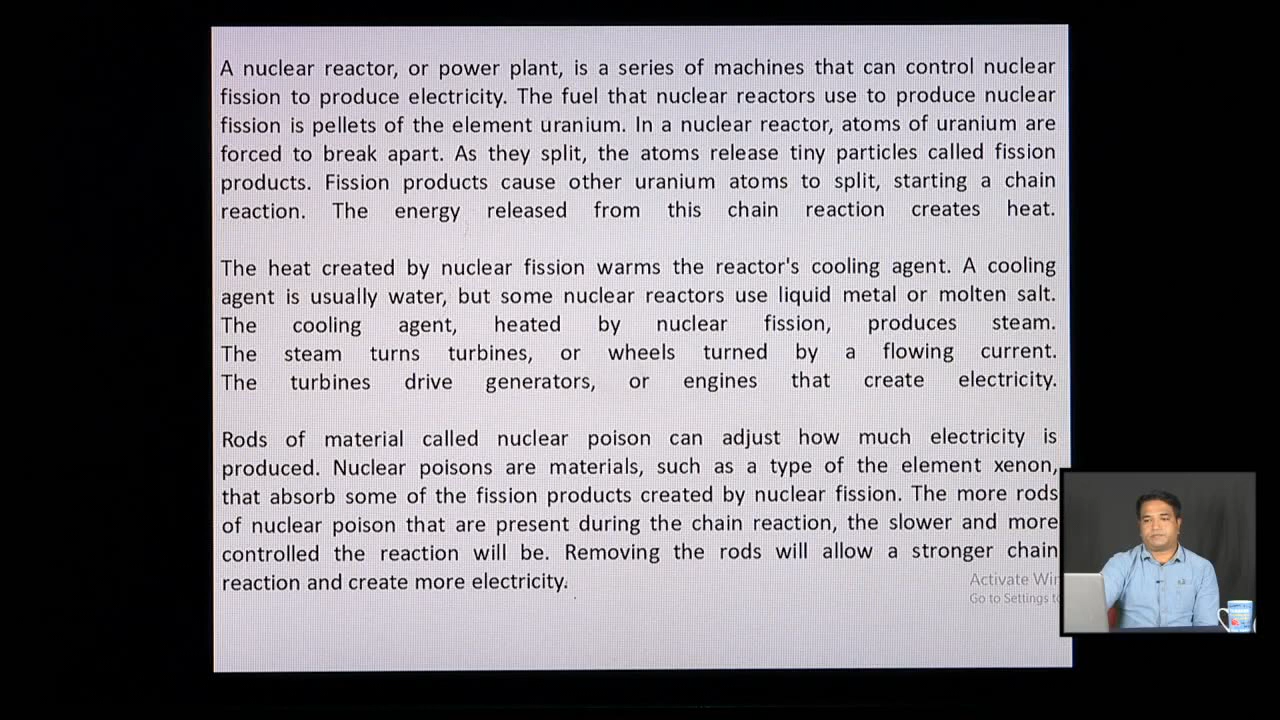 A nuclear reactor, or power plant, is a series of machines that can control nuclear
fission to produce electricity. The fuel that nuclear reactors use to produce nuclear
fission is pellets of the element uranium. In a nuclear reactor, atoms of uranium are
forced to break apart. As they split, the atoms release tiny particles called fission
products. Fission products cause other uranium atoms to split, starting a chain
reaction. The energy released from this chain reaction creates heat.
The heat created by nuclear fission warms the reactor's cooling agent. A cooling
agent is usually water, but some nuclear reactors use liquid metal or molten salt.
The cooling agent, heated by nuclear fission, produces steam.
The steam turns turbines, or wheels turned by a flowing current.
The turbines drive generators, or engines that create electricity.
Rods of material called nuclear poison can adjust how much electricity is
produced. Nuclear poisons are materials, such as a type of the element xenon,
that absorb some of the fission products created by nuclear fission. The more rods
of nuclear poison that are present during the chain reaction, the slower and more
controlled the reaction will be. Removing the rods will allow a stronger chain
reaction and create more electricity.
Activate Win
Go to Settings to